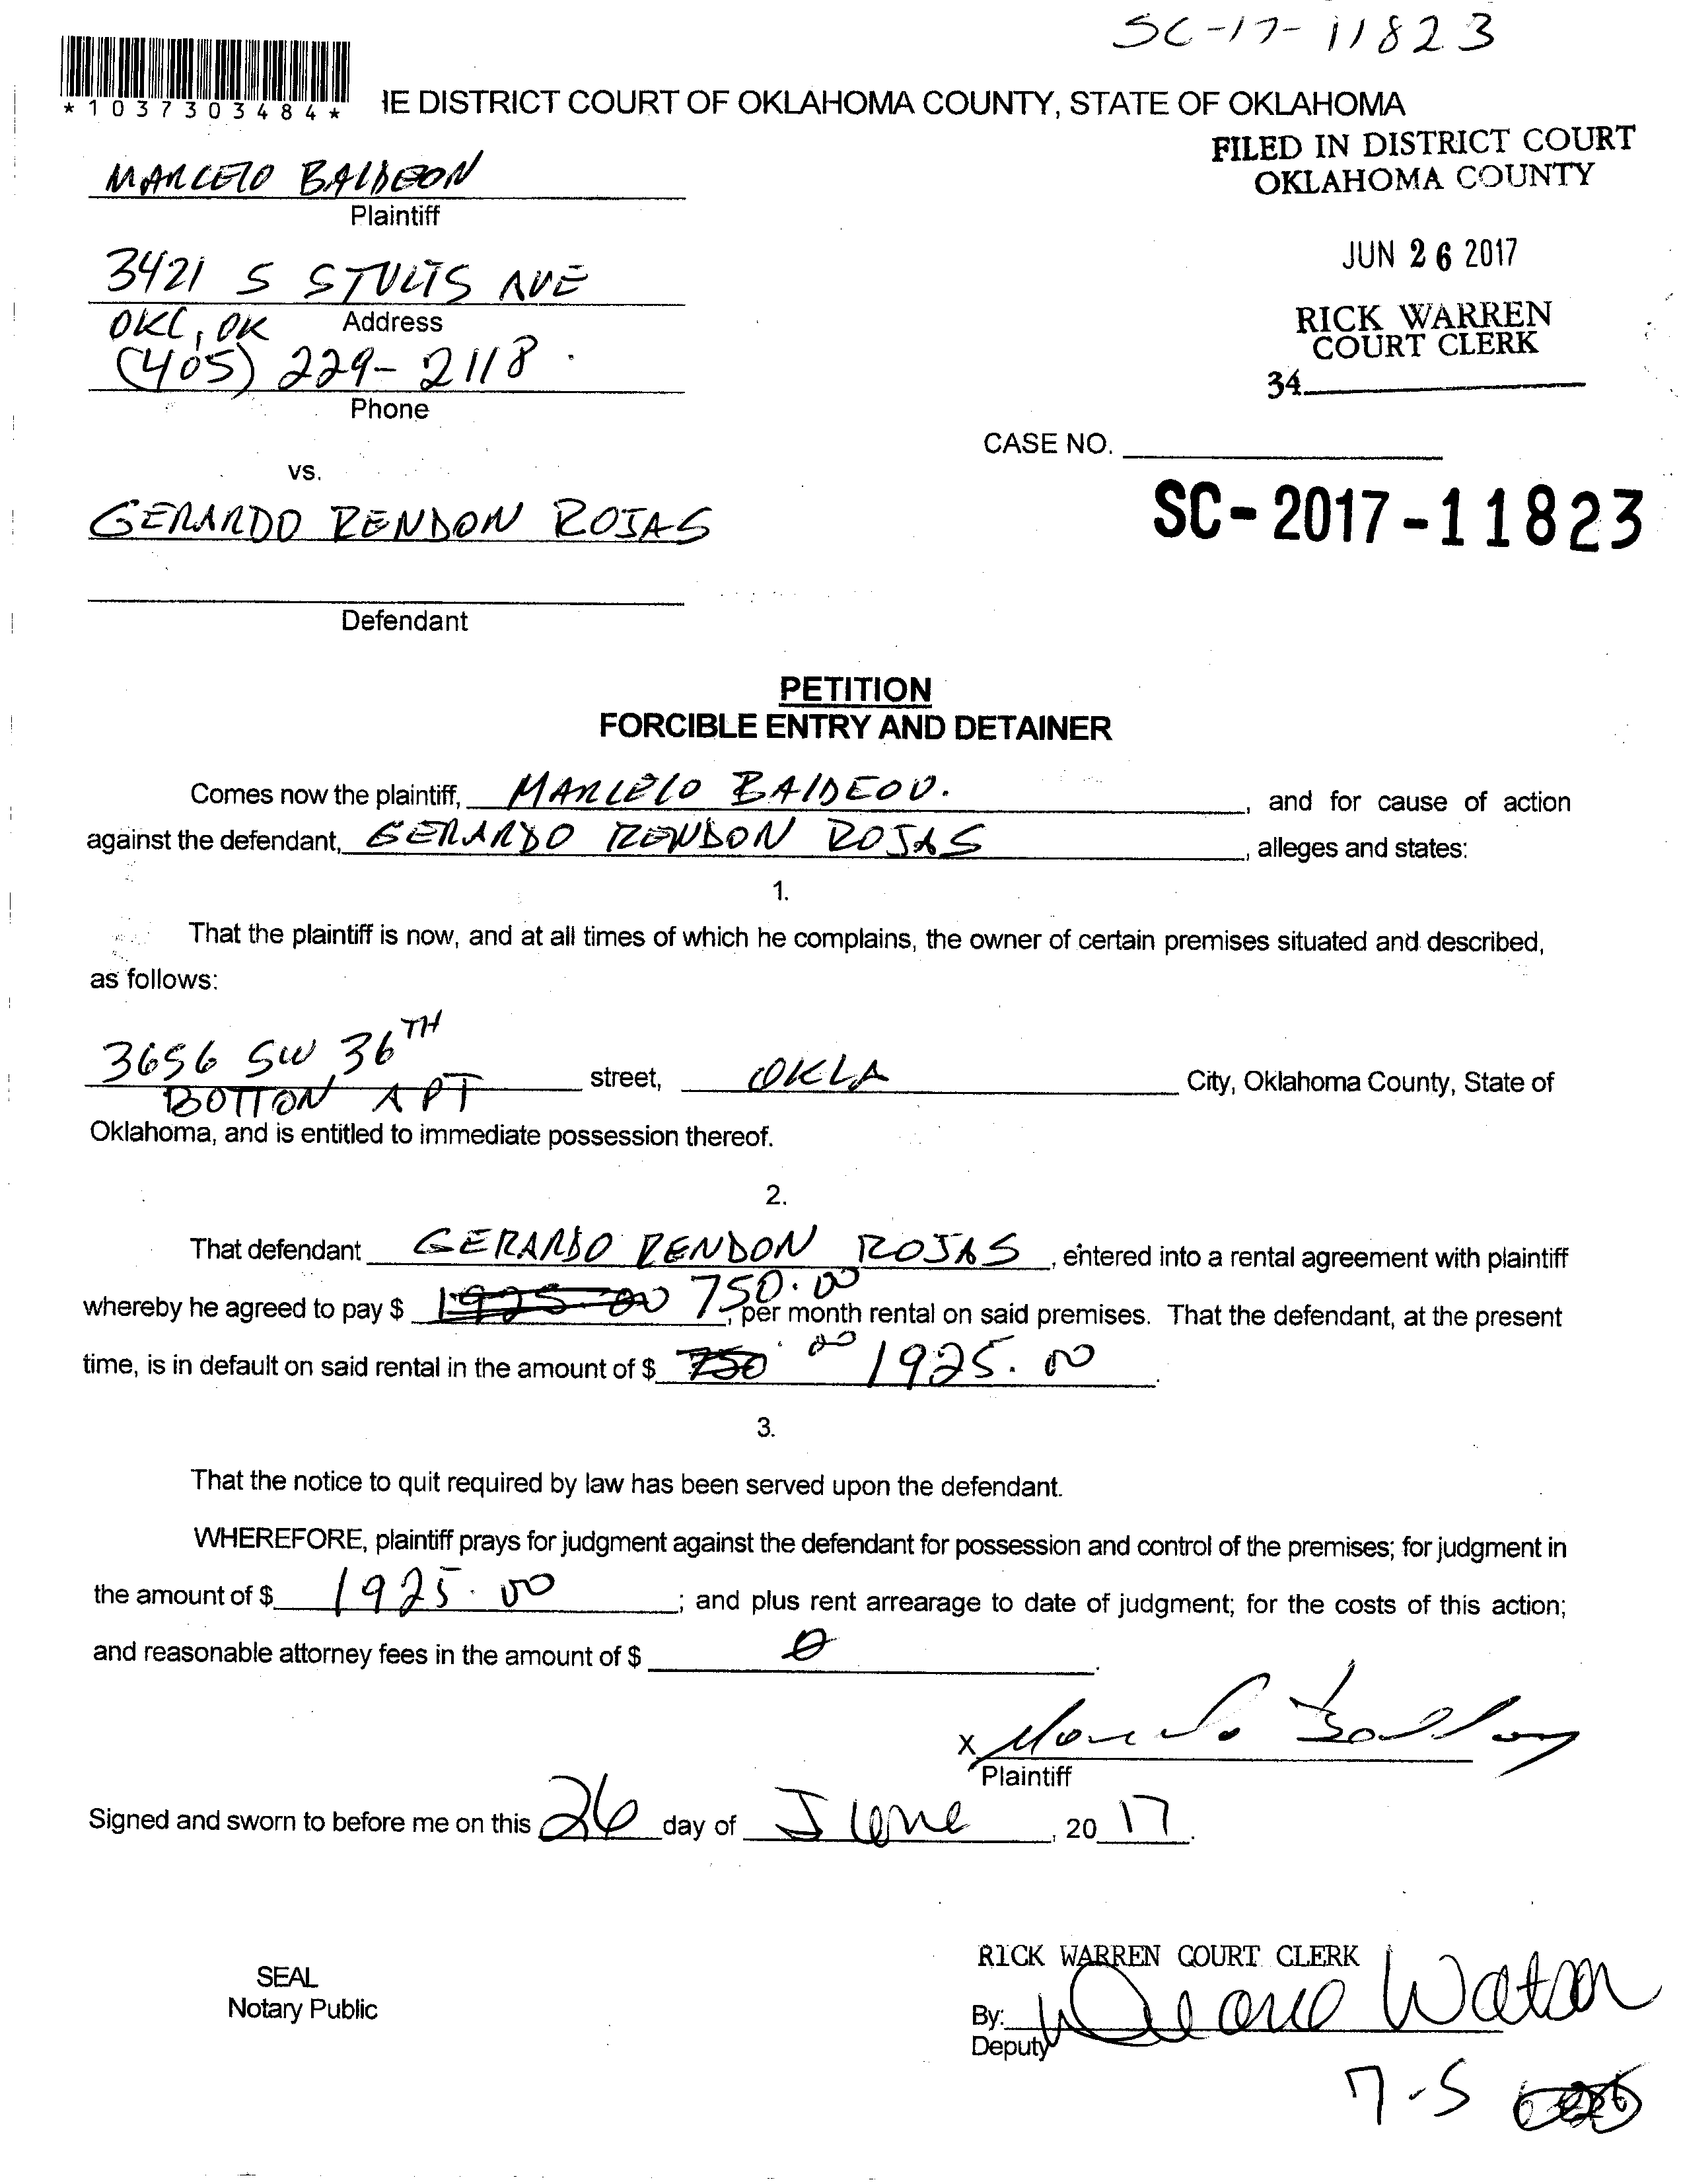 SC-17-11823
*1037303484*
IE DISTRICT COURT OF OKLAHOMA COUNTY, STATE OF OKLAHOMA
FILED IN DISTRICT COURT
OKLAHOMA COUNTY
MARCELO BALDEON
Plaintiff
JUN 26 2017
3421 S STULTS AVE
OKC, OK Address
RICK WARREN
COURT CLERK
(405) 229-2118.
34
Phone
CASE NO.
vs.
SC-2017-11823
GERARDO RENDON ROJAS
Defendant
PETITION
FORCIBLE ENTRY AND DETAINER
Comes now the plaintiff, MARCELO BALDEON. , and for cause of action
against the defendant, GERARDO RENDON ROJAS , alleges and states:
1.
That the plaintiff is now, and at all times of which he complains, the owner of certain premises situated and described,
as follows:
3656 SW 36TH street, OKLA City, Oklahoma County, State of
BOTTON APT
Oklahoma, and is entitled to immediate possession thereof.
2.
That defendant GERARDO RENDON ROJAS , entered into a rental agreement with plaintiff
whereby he agreed to pay $ 1925.00 750.00 , per month rental on said premises. That the defendant, at the present
time, is in default on said rental in the amount of $ 750.00 1925.00 .
3.
That the notice to quit required by law has been served upon the defendant.
WHEREFORE, plaintiff prays for judgment against the defendant for possession and control of the premises; for judgment in
the amount of $ 1925.00 ; and plus rent arrearage to date of judgment; for the costs of this action;
and reasonable attorney fees in the amount of $ 0 .
X
Plaintiff
Signed and sworn to before me on this 26 day of June , 20 17 .
RICK WARREN COURT CLERK
SEAL
Notary Public
By: Watson
Deputy
7-5